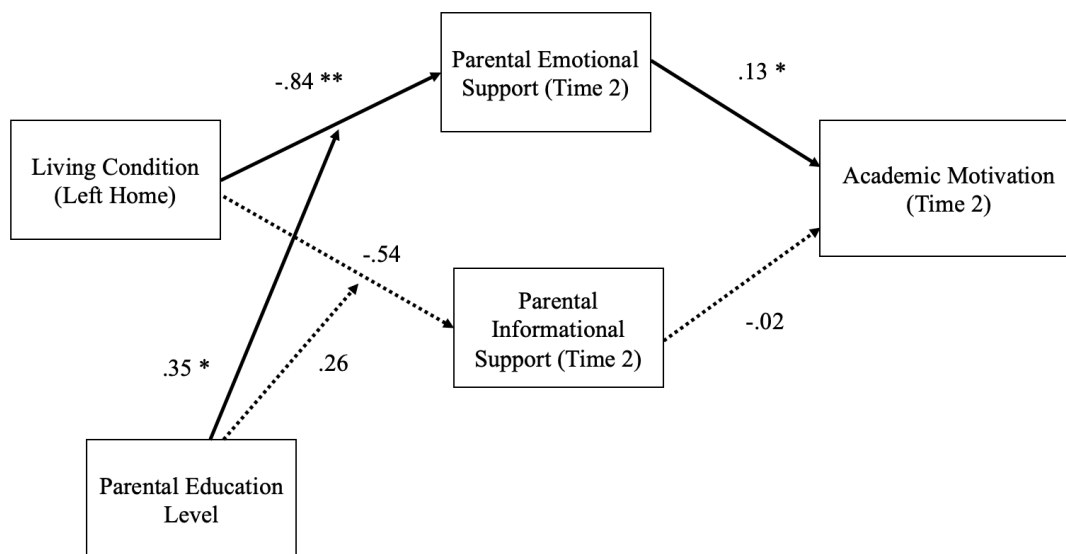 Parental Emotional
Support (Time 2)
-.84 **
.13 *
Living Condition
(Left Home)
Academic Motivation
(Time 2)
-.54
Parental
Informational
Support (Time 2)
-.02
.35 *
.26
Parental Education
Level